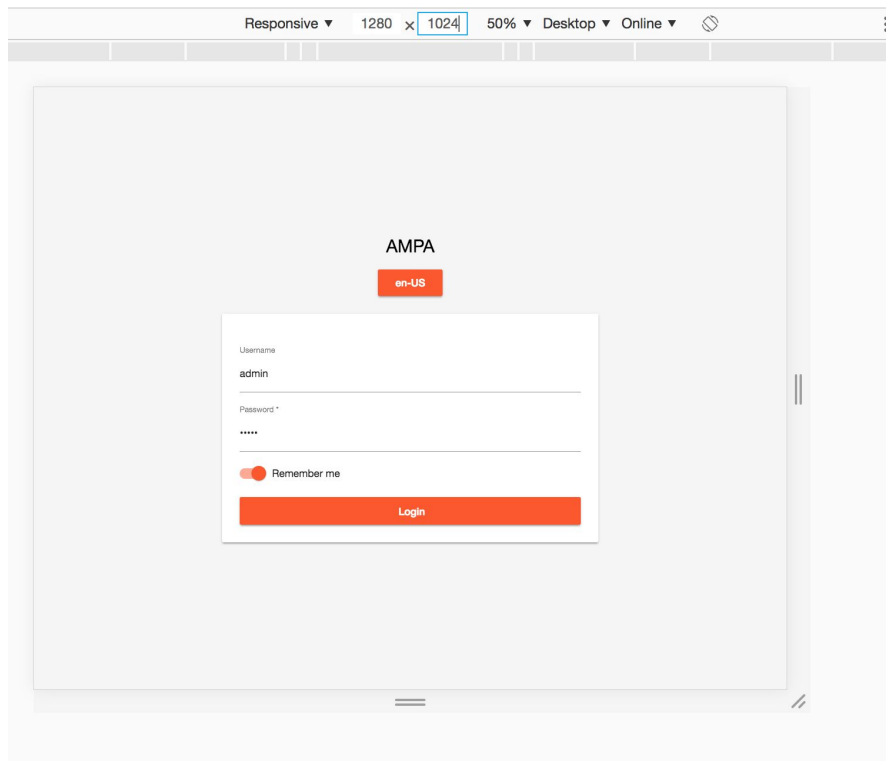 Responsive ▼ 1280 × 1024 50% ▼ Desktop ▼ Online ▼
AMPA
en-US
Username
admin
Password *
•••••
Remember me
Login